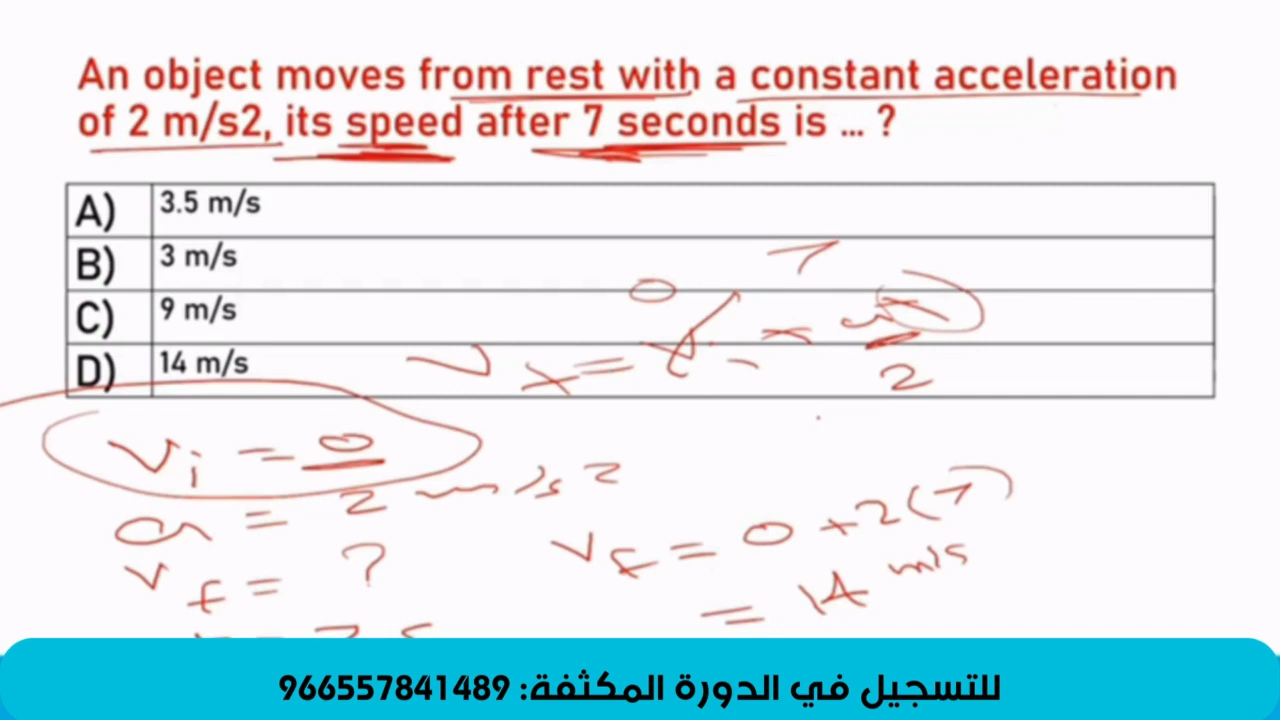 An object moves from rest with a constant acceleration
of 2 m/s2, its speed after 7 seconds is ... ?
A) 3.5 m/s
B) 3 m/s
C) 9 m/s
D) 14 m/s
vi = 0
a = 2 m/s2
vf = ?
vf = 0 + 2(7)
= 14 m/s
للتسجيل في الدورة المكثفة: 966557841489